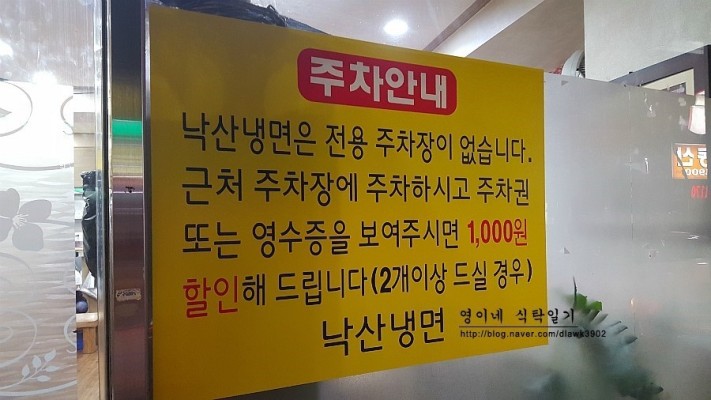 주차안내
낙산냉면은 전용 주차장이 없습니다.
근처 주차장에 주차하시고 주차권
또는 영수증을 보여주시면 1,000원
할인해 드립니다(2개이상 드실 경우)
낙산냉면
영이네 식탁일기
http://blog.naver.com/dlawk3902